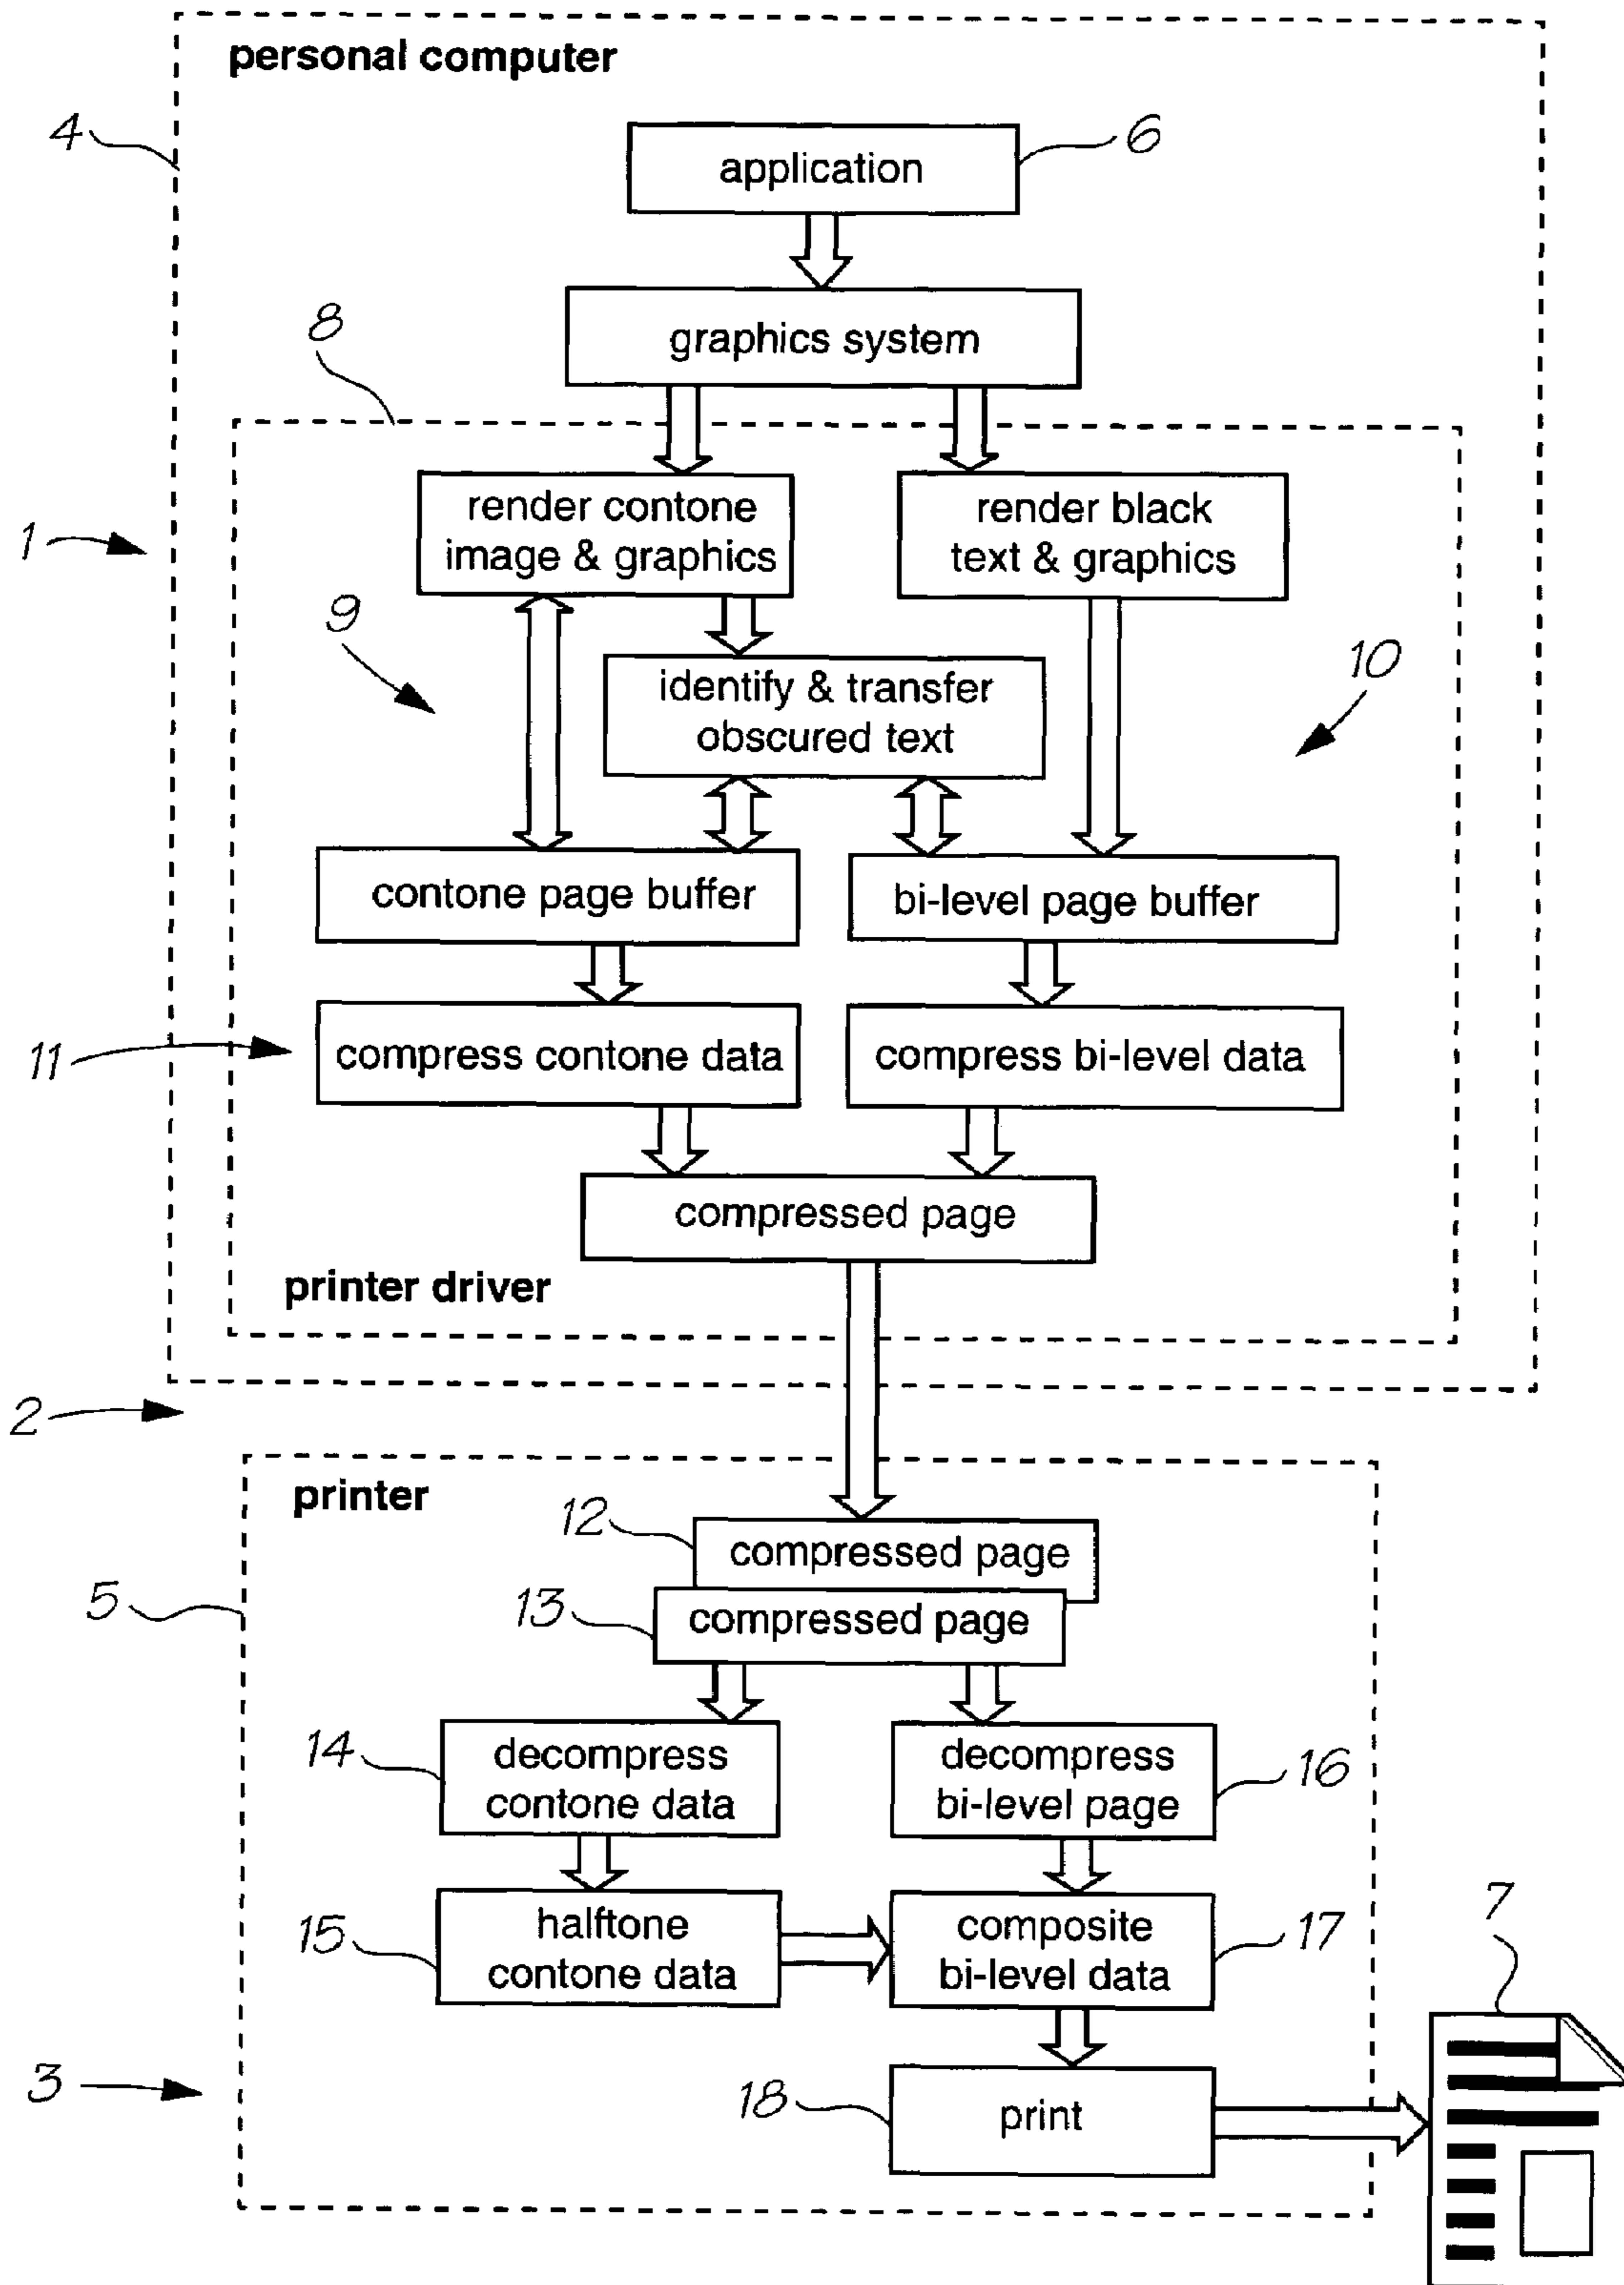 personal computer
4
application
6
graphics system
8
render contone
image & graphics
render black
text & graphics
1
9
identify & transfer
obscured text
10
contone page buffer
bi-level page buffer
11
compress contone data
compress bi-level data
compressed page
printer driver
2
printer
12
compressed page
5
13
compressed page
14
decompress
contone data
decompress
bi-level page
16
15
halftone
contone data
composite
bi-level data
17
7
3
18
print